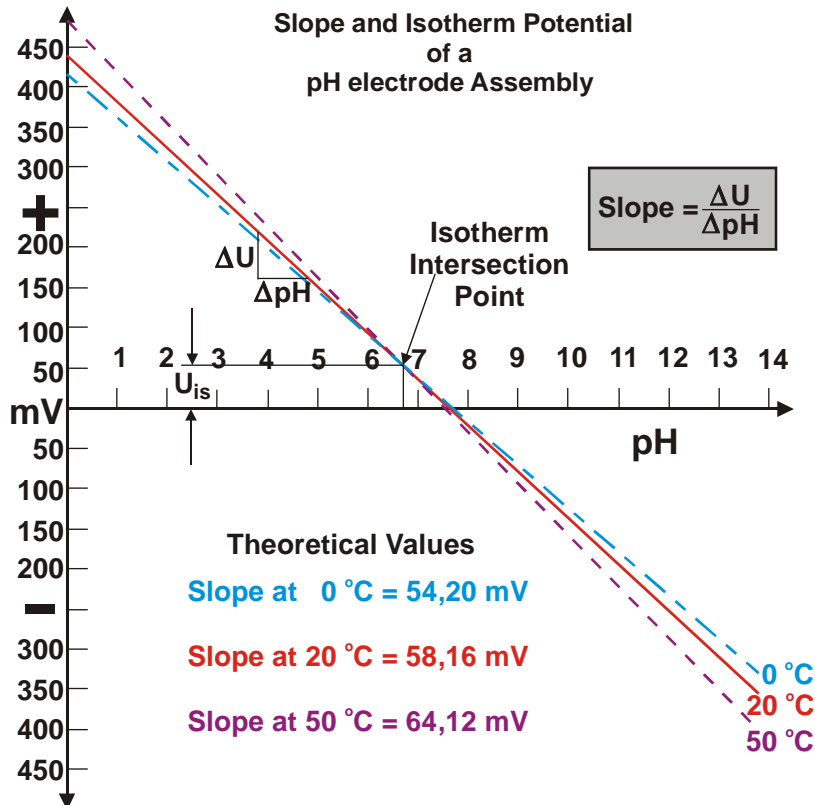 Slope and Isotherm Potential
of a
pH electrode Assembly
450
400
350
300
+
200
150
100
50
mV
50
100
150
200
–
300
350
400
450
Slope = ΔU
ΔpH
Isotherm
Intersection
Point
ΔU
ΔpH
Uis
1 2 3 4 5 6 7 8 9 10 11 12 13 14
pH
Theoretical Values
Slope at 0 °C = 54,20 mV
Slope at 20 °C = 58,16 mV
Slope at 50 °C = 64,12 mV
0 °C
20 °C
50 °C